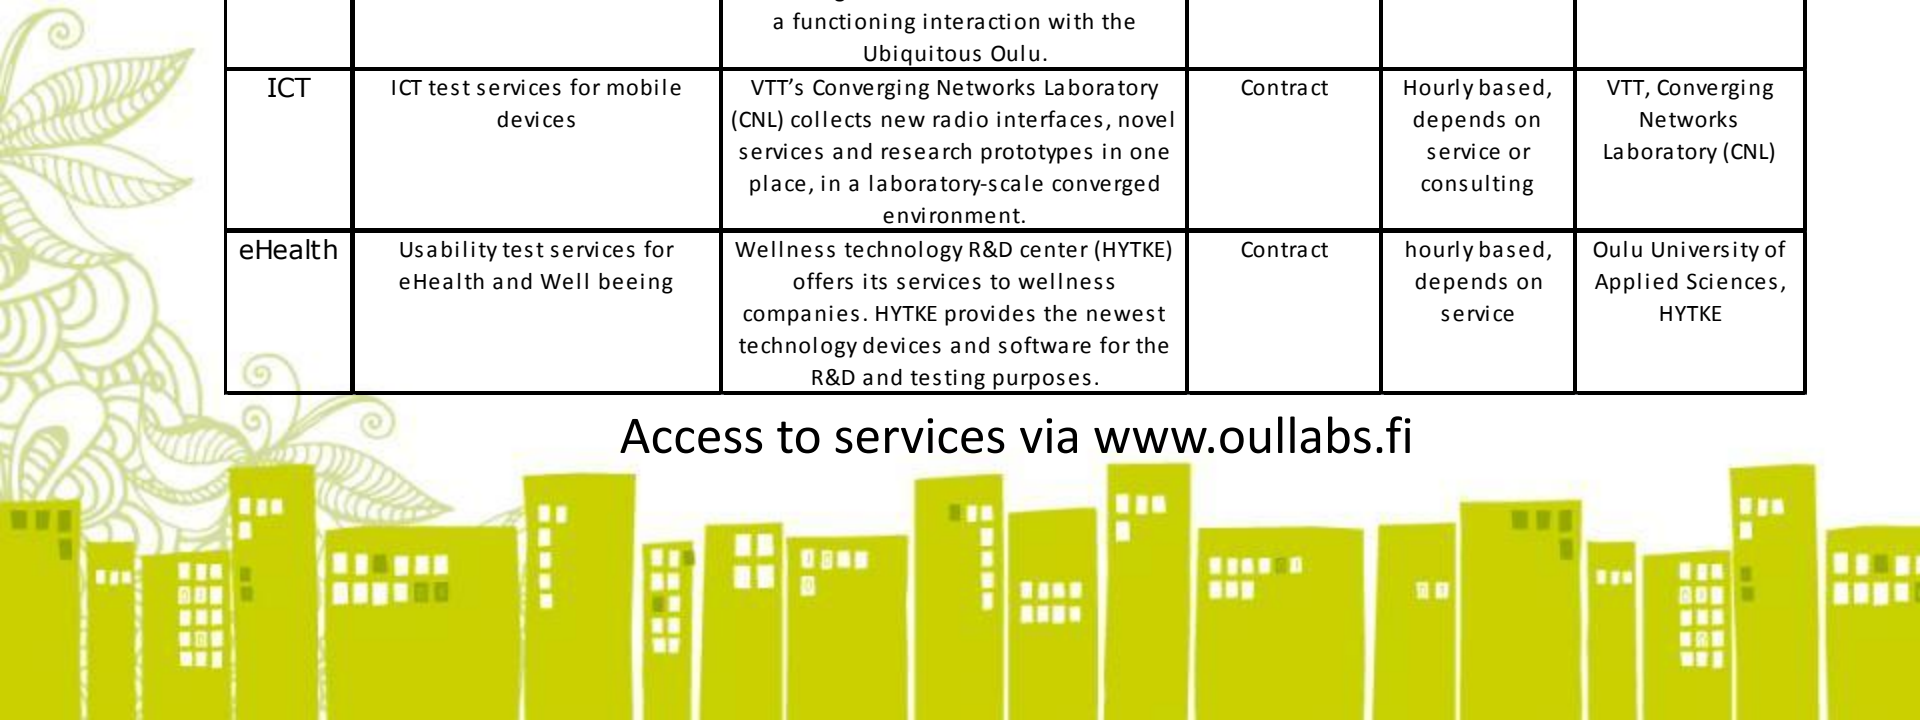 a functioning interaction with the
Ubiquitous Oulu.
ICT
ICT test services for mobile
devices
VTT’s Converging Networks Laboratory
(CNL) collects new radio interfaces, novel
services and research prototypes in one
place, in a laboratory-scale converged
environment.
Contract
Hourly based,
depends on
service or
consulting
VTT, Converging
Networks
Laboratory (CNL)
eHealth
Usability test services for
eHealth and Well beeing
Wellness technology R&D center (HYTKE)
offers its services to wellness
companies. HYTKE provides the newest
technology devices and software for the
R&D and testing purposes.
Contract
hourly based,
depends on
service
Oulu University of
Applied Sciences,
HYTKE
Access to services via www.oullabs.fi